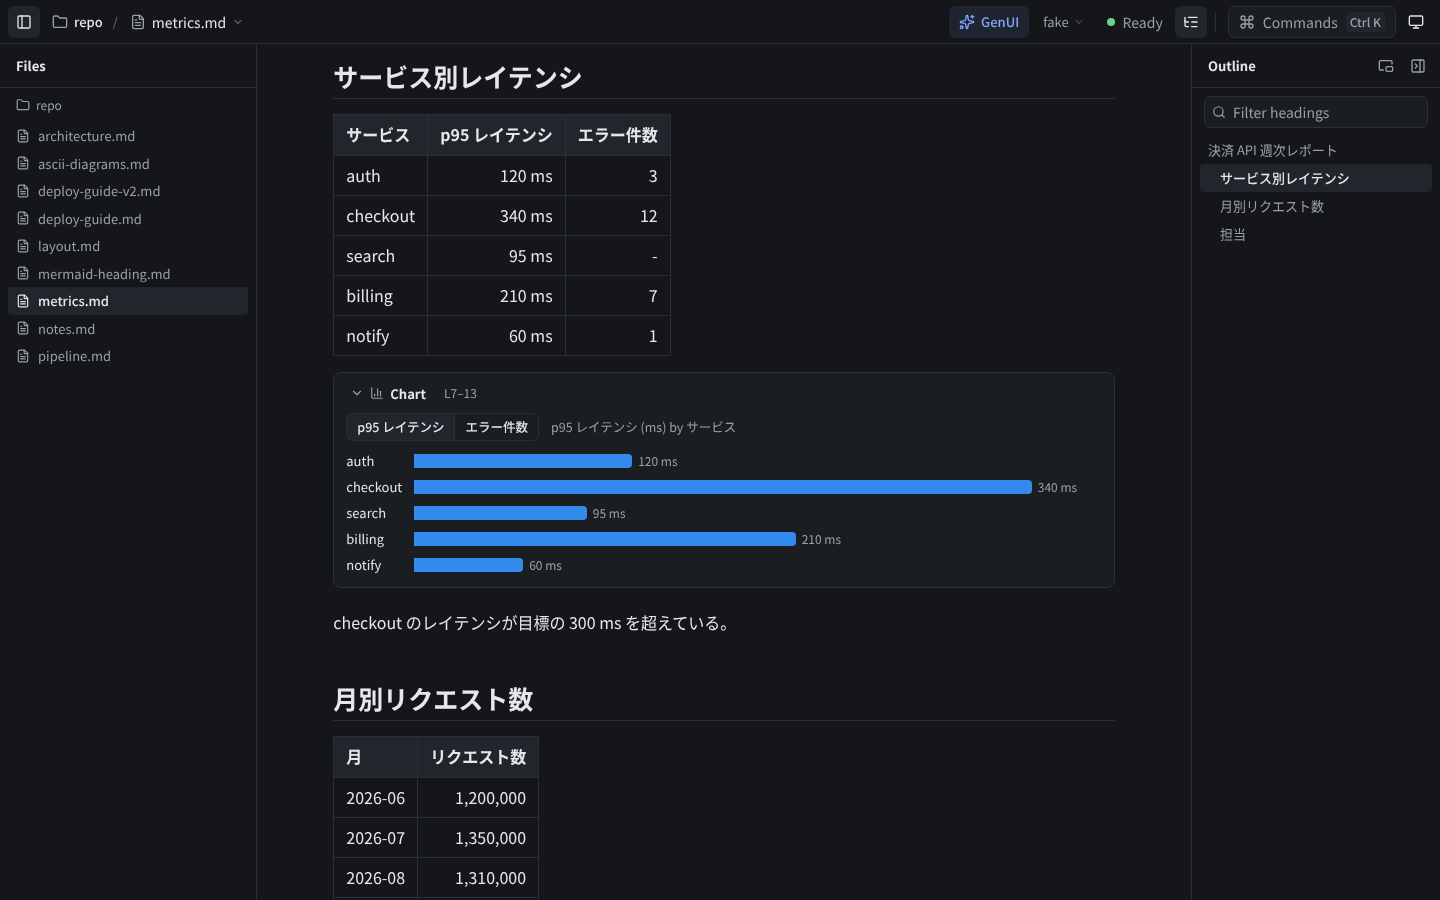 repo / metrics.md
GenUI
fake
Ready
Commands Ctrl K
Files
repo
architecture.md
ascii-diagrams.md
deploy-guide-v2.md
deploy-guide.md
layout.md
mermaid-heading.md
metrics.md
notes.md
pipeline.md
サービス別レイテンシ
サービス p95 レイテンシ エラー件数
auth 120 ms 3
checkout 340 ms 12
search 95 ms -
billing 210 ms 7
notify 60 ms 1
Chart L7–13
p95 レイテンシ エラー件数 p95 レイテンシ (ms) by サービス
auth 120 ms
checkout 340 ms
search 95 ms
billing 210 ms
notify 60 ms
checkout のレイテンシが目標の 300 ms を超えている。
月別リクエスト数
月 リクエスト数
2026-06 1,200,000
2026-07 1,350,000
2026-08 1,310,000
Outline
Filter headings
決済 API 週次レポート
サービス別レイテンシ
月別リクエスト数
担当